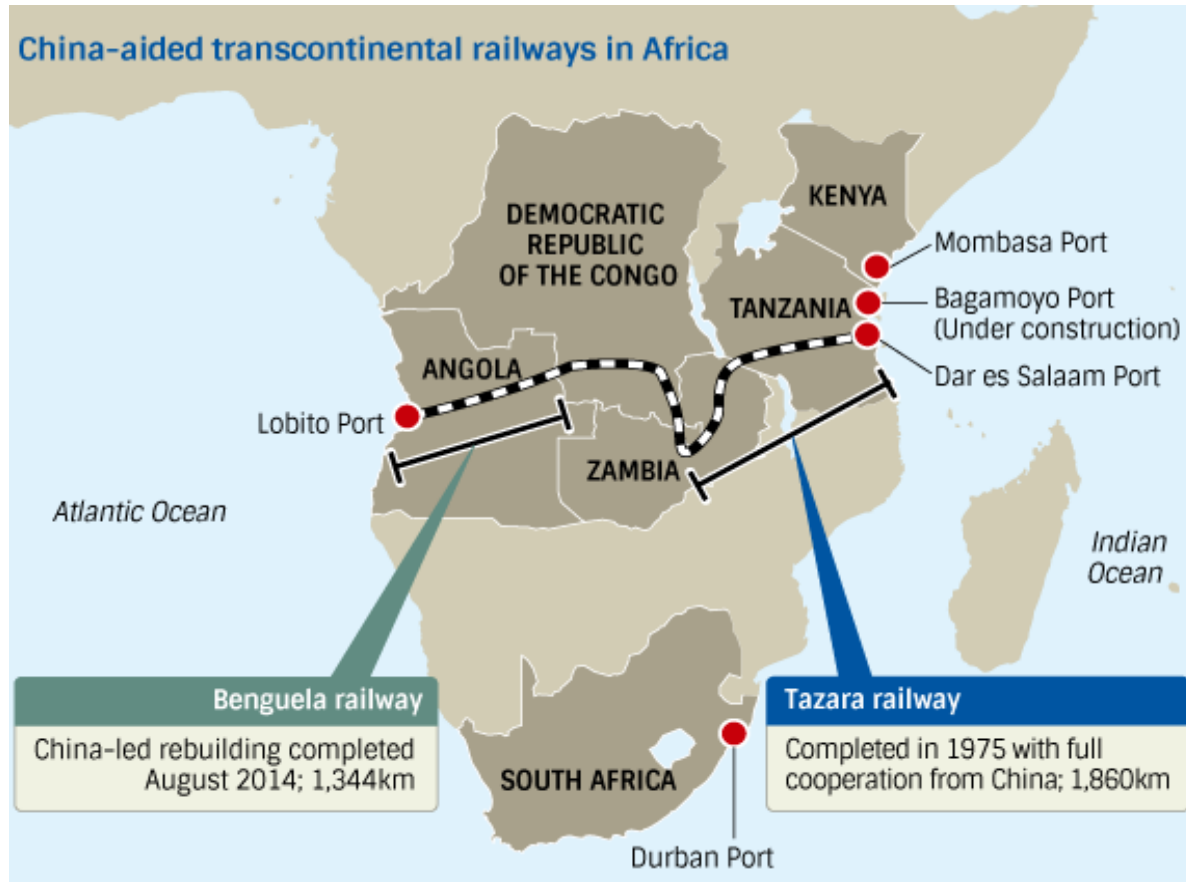 China-aided transcontinental railways in Africa
KENYA
DEMOCRATIC
REPUBLIC
OF THE CONGO
Mombasa Port
TANZANIA
Bagamoyo Port
(Under construction)
ANGOLA
Dar es Salaam Port
Lobito Port
ZAMBIA
Atlantic Ocean
Indian
Ocean
Benguela railway
China-led rebuilding completed
August 2014; 1,344km
Tazara railway
Completed in 1975 with full
cooperation from China; 1,860km
SOUTH AFRICA
Durban Port